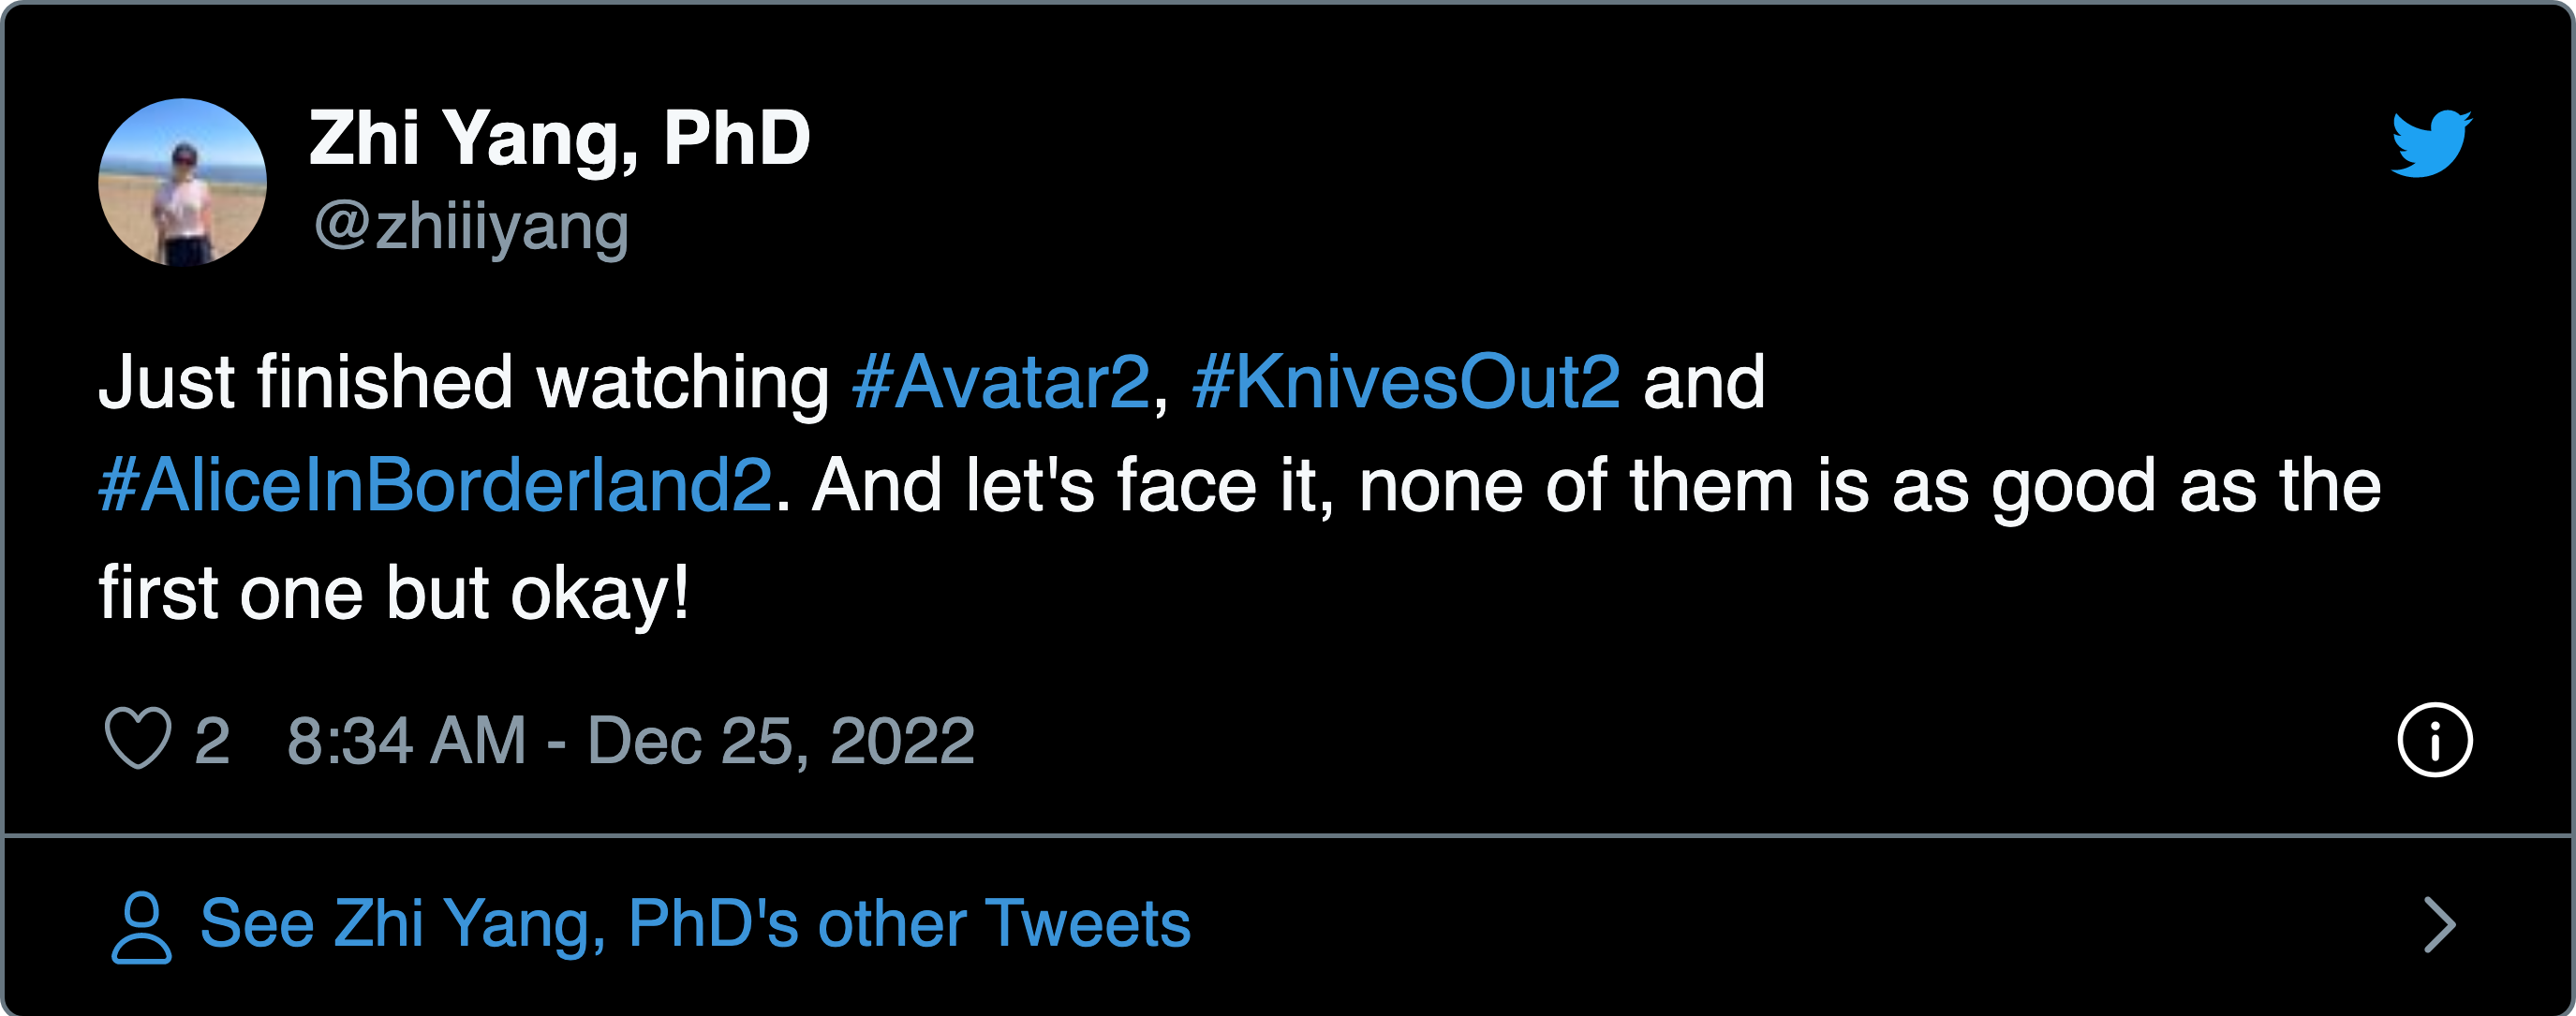 Zhi Yang, PhD
@zhiiiyang
Just finished watching #Avatar2, #KnivesOut2 and
#AliceInBorderland2. And let's face it, none of them is as good as the
first one but okay!
2 8:34 AM - Dec 25, 2022
See Zhi Yang, PhD's other Tweets